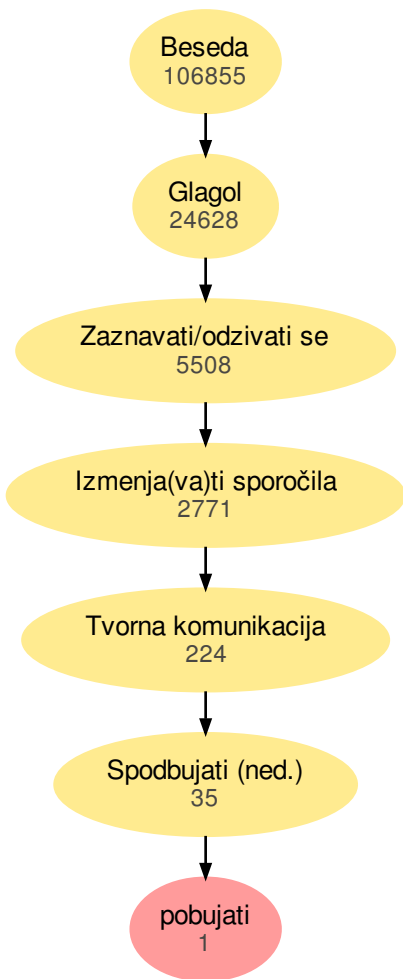 Beseda
106855
Glagol
24628
Zaznavati/odzivati se
5508
Izmenja(va)ti sporočila
2771
Tvorna komunikacija
224
Spodbujati (ned.)
35
pobujati
1